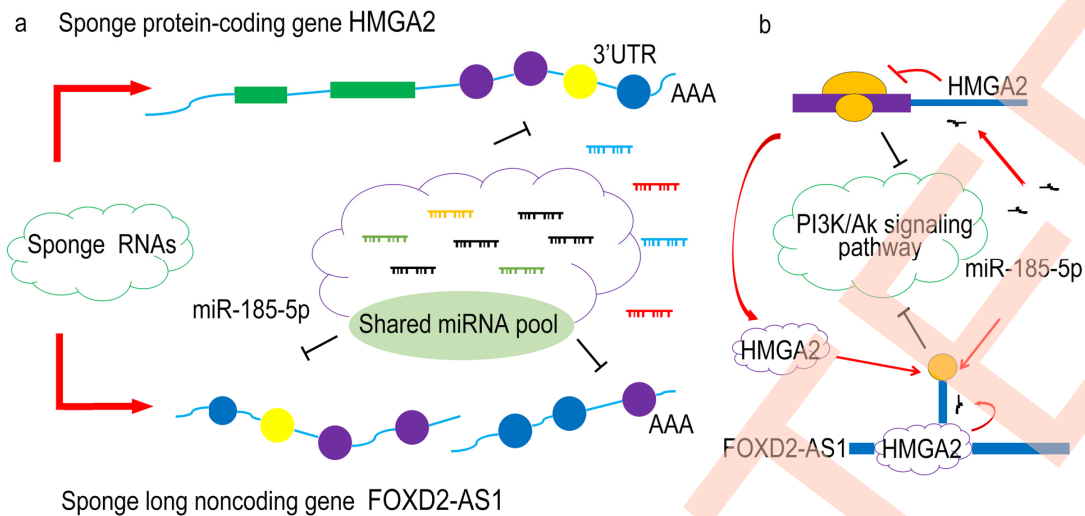 a Sponge protein-coding gene HMGA2
3'UTR
AAA
Sponge RNAs
miR-185-5p
Shared miRNA pool
AAA
Sponge long noncoding gene FOXD2-AS1
b
HMGA2
PI3K/Ak signaling
pathway
miR-185-5p
HMGA2
FOXD2-AS1
HMGA2